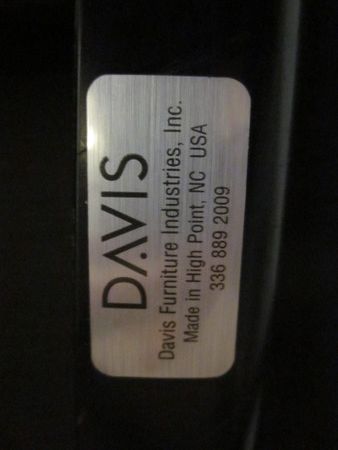 DAVIS
Davis Furniture Industries, Inc.
Made in High Point, NC USA
336 889 2009